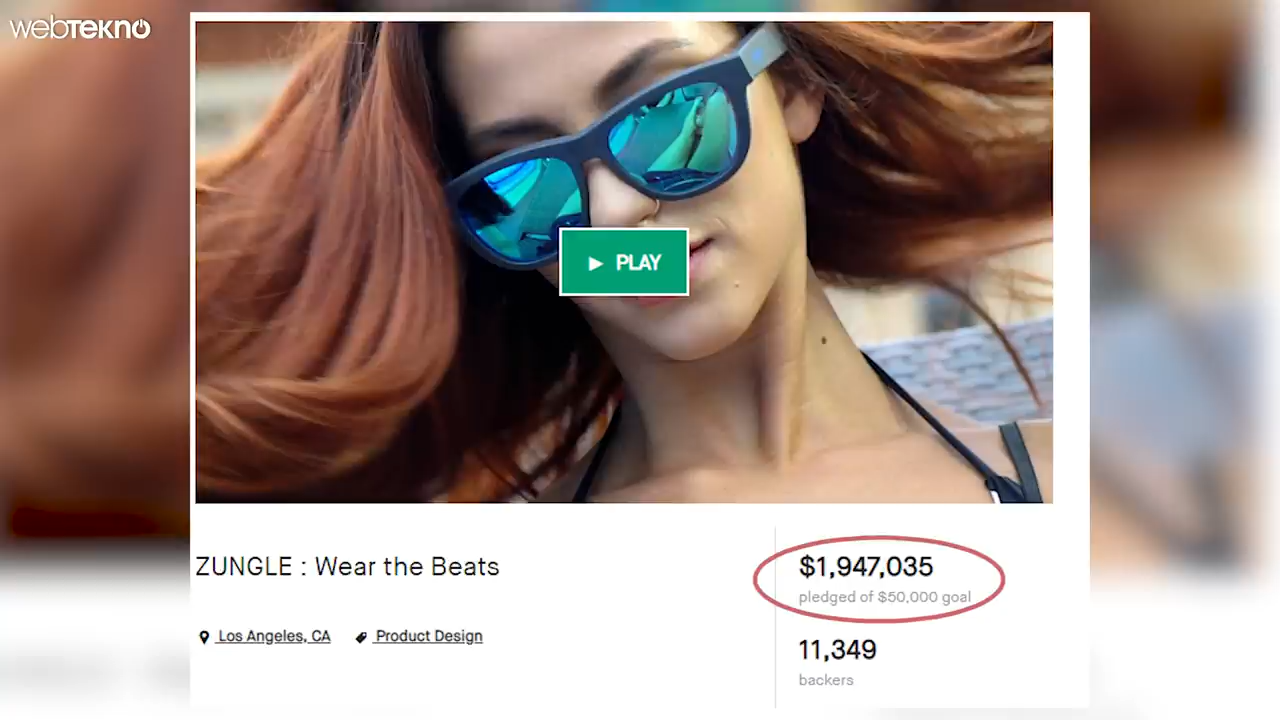 webTEKNO
PLAY
ZUNGLE : Wear the Beats
$1,947,035
pledged of $50,000 goal
Los Angeles, CA
Product Design
11,349
backers